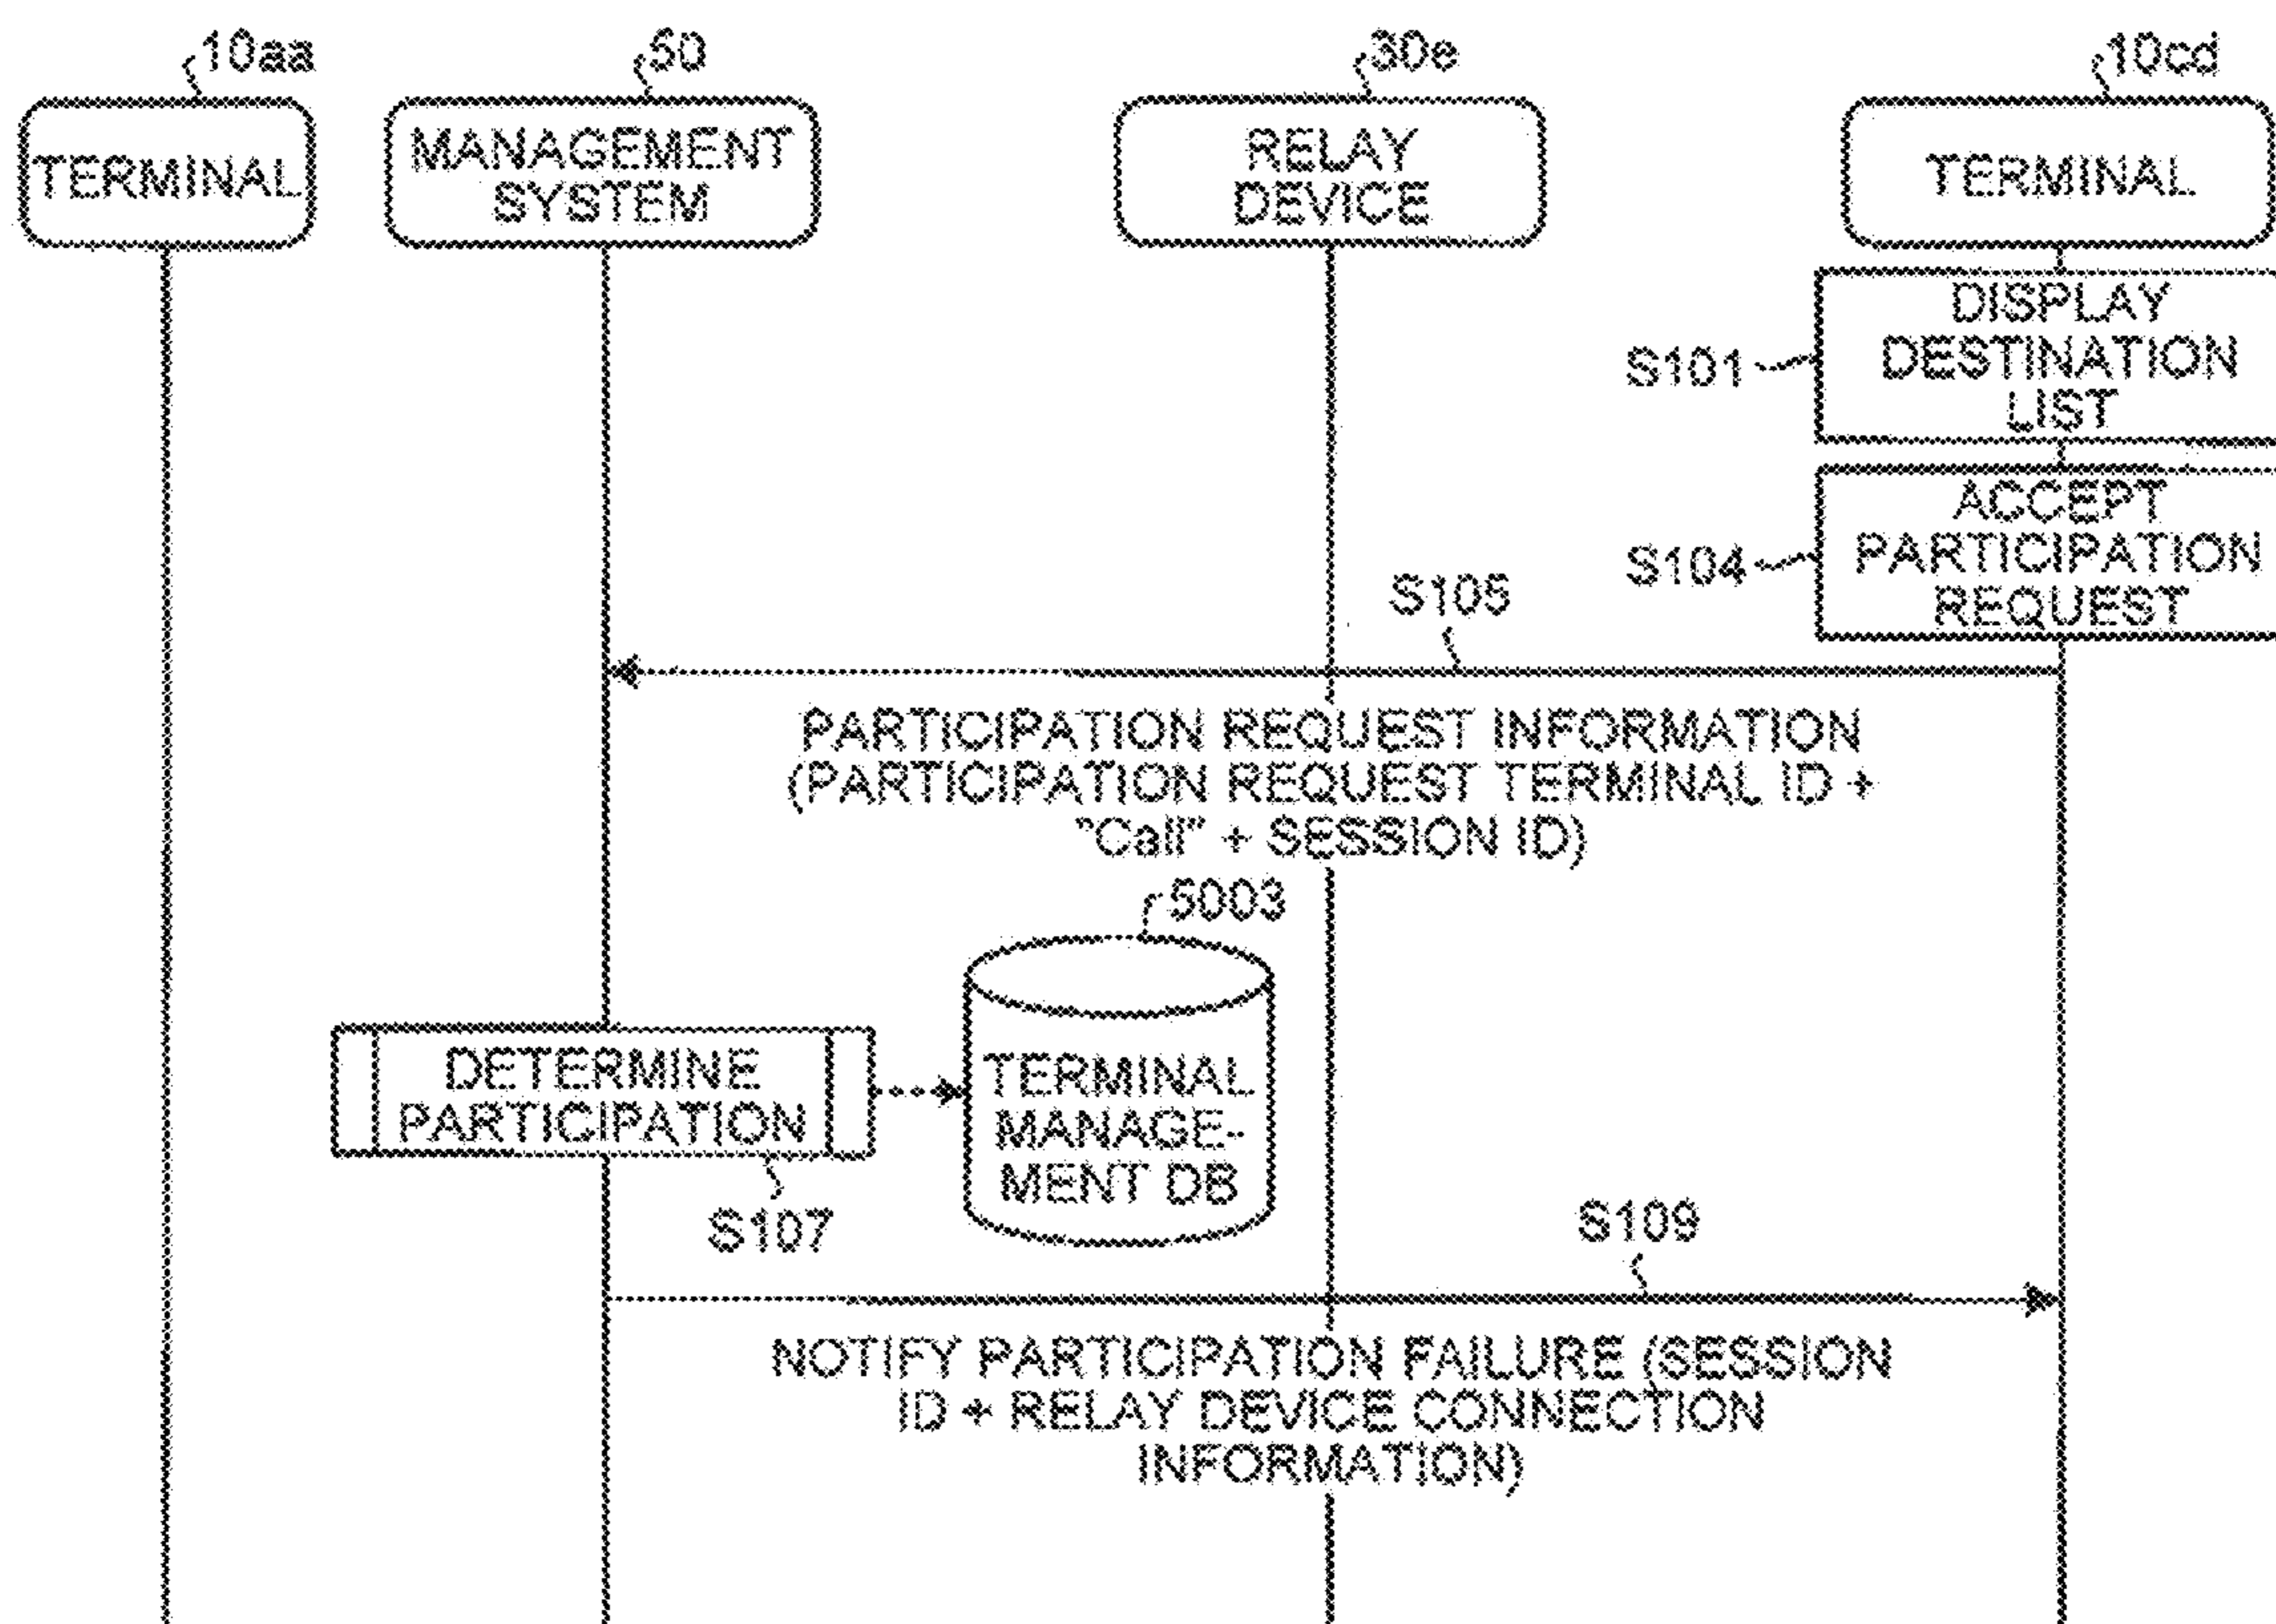 10aa
50
30e
10cd
TERMINAL
MANAGEMENT
SYSTEM
RELAY
DEVICE
TERMINAL
S101
DISPLAY
DESTINATION
LIST
S104
ACCEPT
PARTICIPATION
REQUEST
S105
PARTICIPATION REQUEST INFORMATION
(PARTICIPATION REQUEST TERMINAL ID +
"Call" + SESSION ID)
5003
DETERMINE
PARTICIPATION
TERMINAL
MANAGE-
MENT DB
S107
S109
NOTIFY PARTICIPATION FAILURE (SESSION
ID + RELAY DEVICE CONNECTION
INFORMATION)